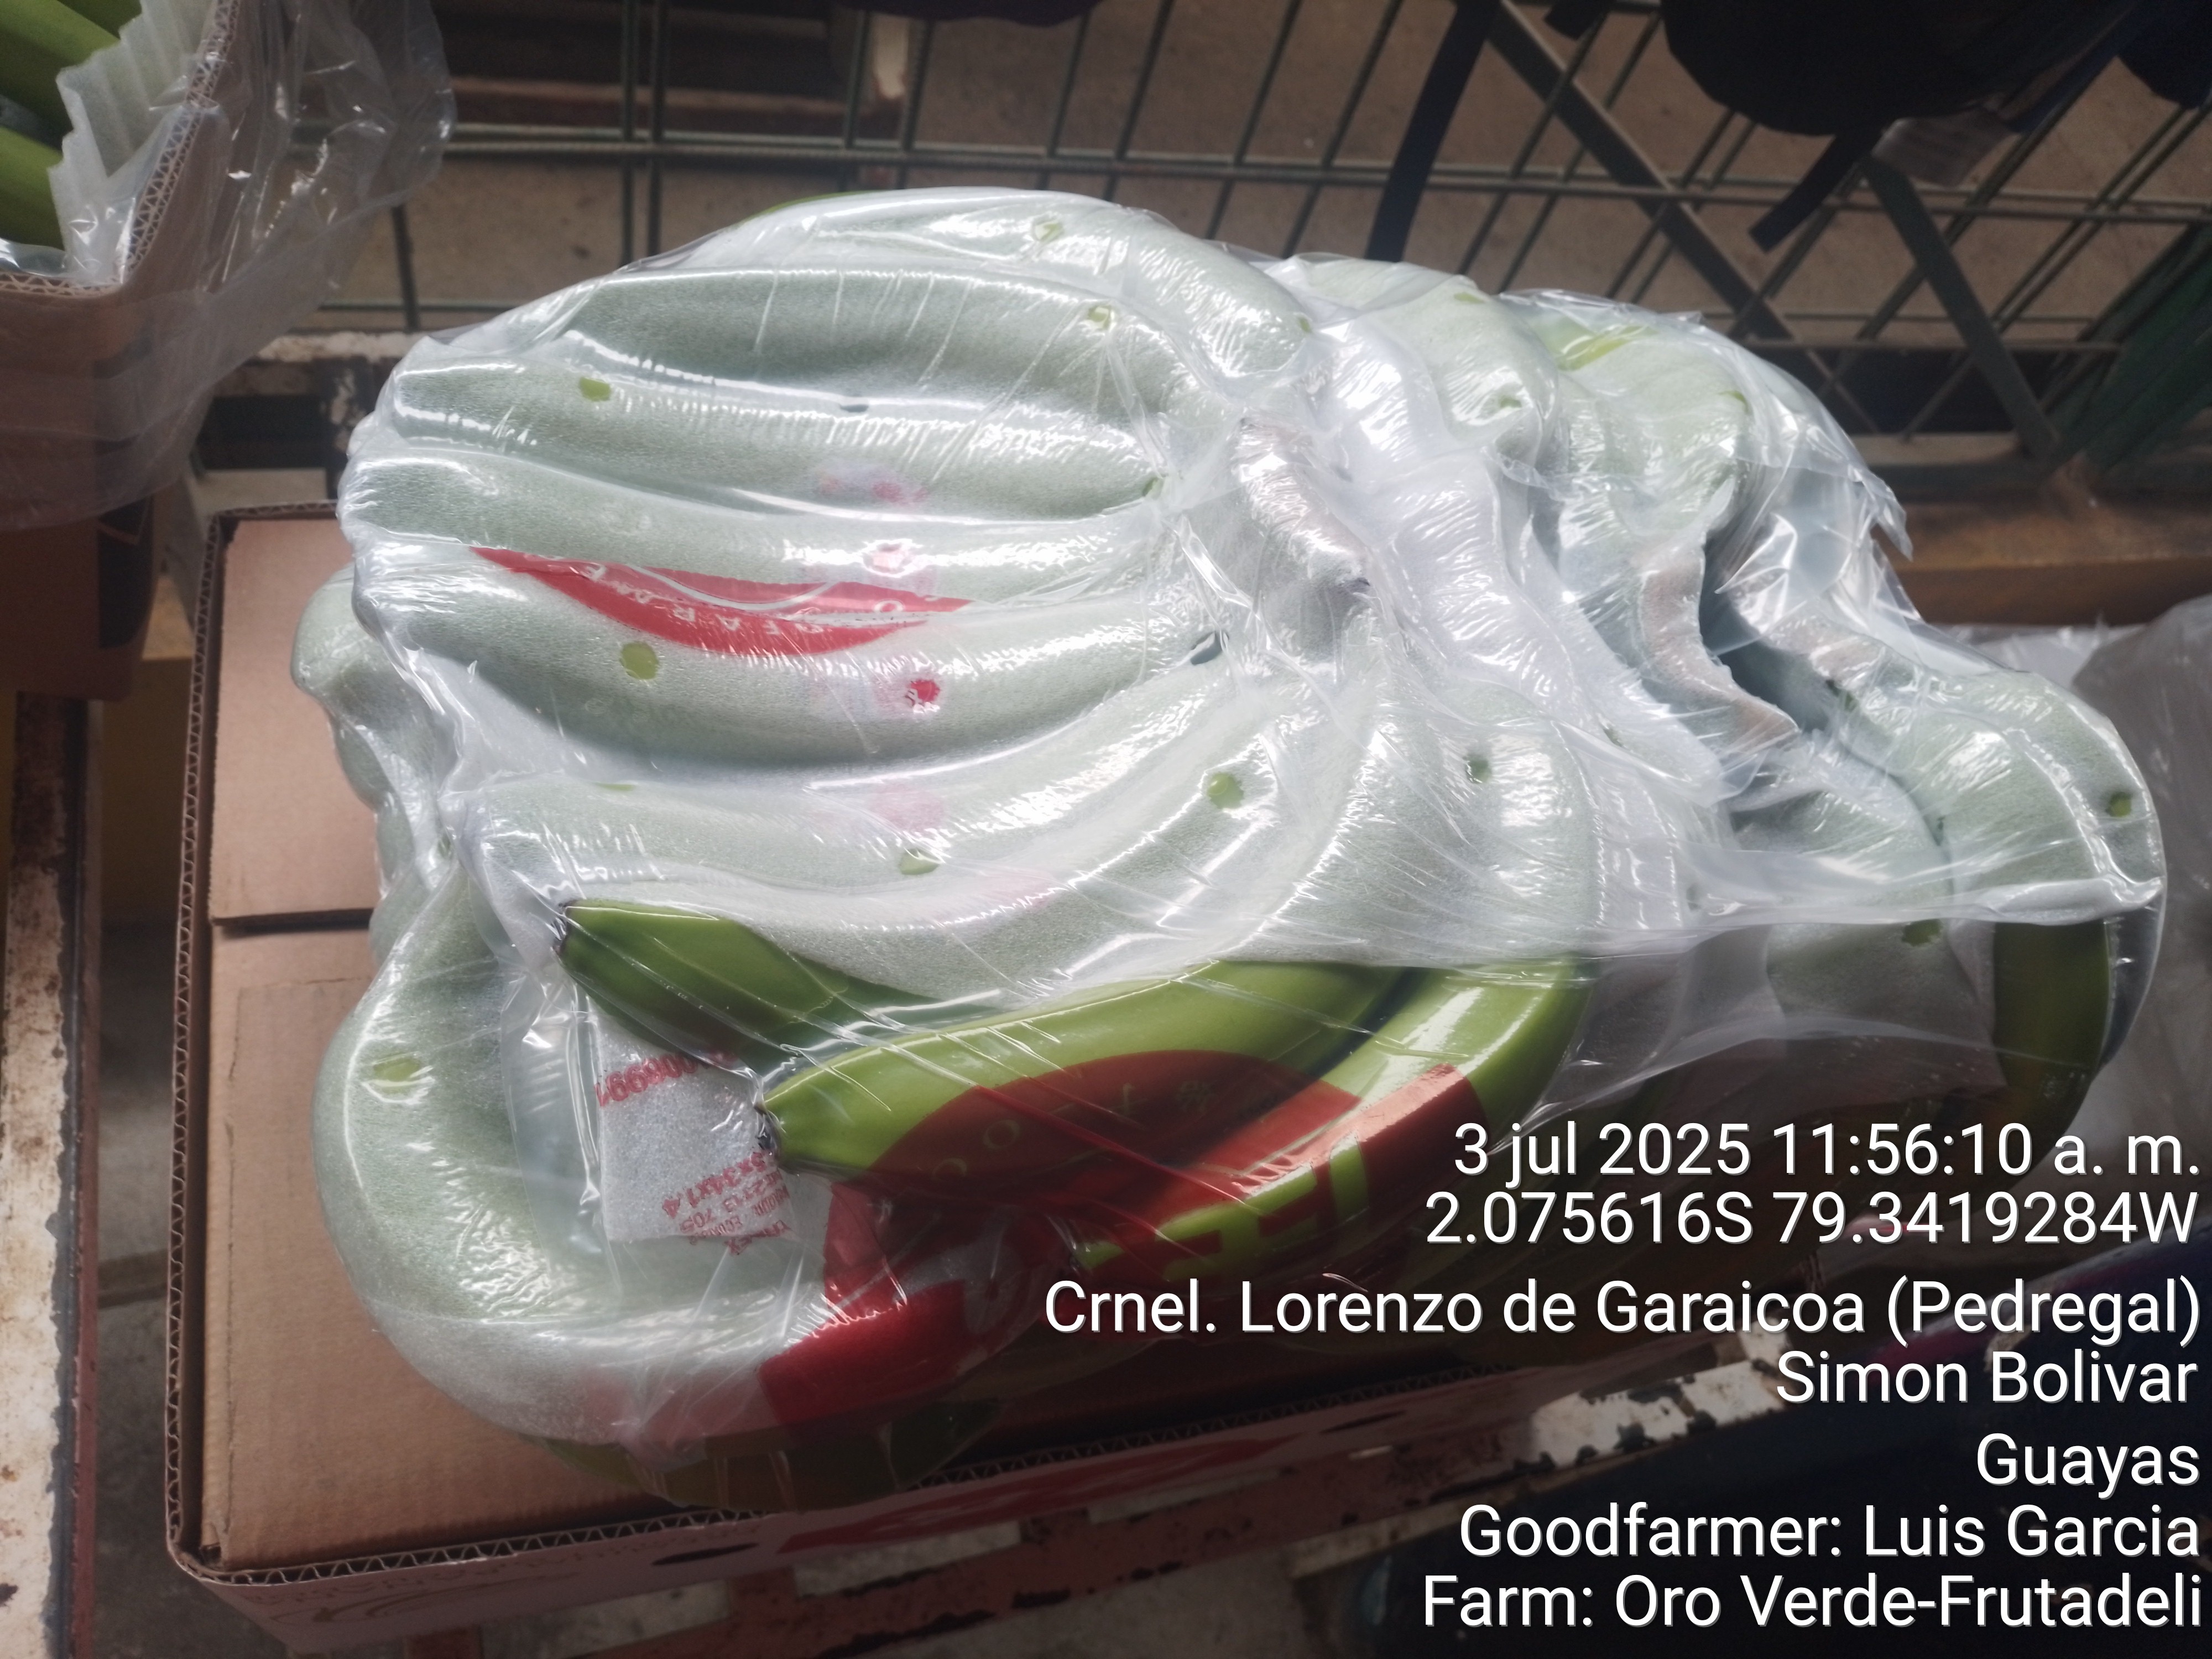 3 jul 2025 11:56:10 a. m.
2.075616S 79.3419284W
Crnel. Lorenzo de Garaicoa (Pedregal)
Simon Bolivar
Guayas
Goodfarmer: Luis Garcia
Farm: Oro Verde-Frutadeli